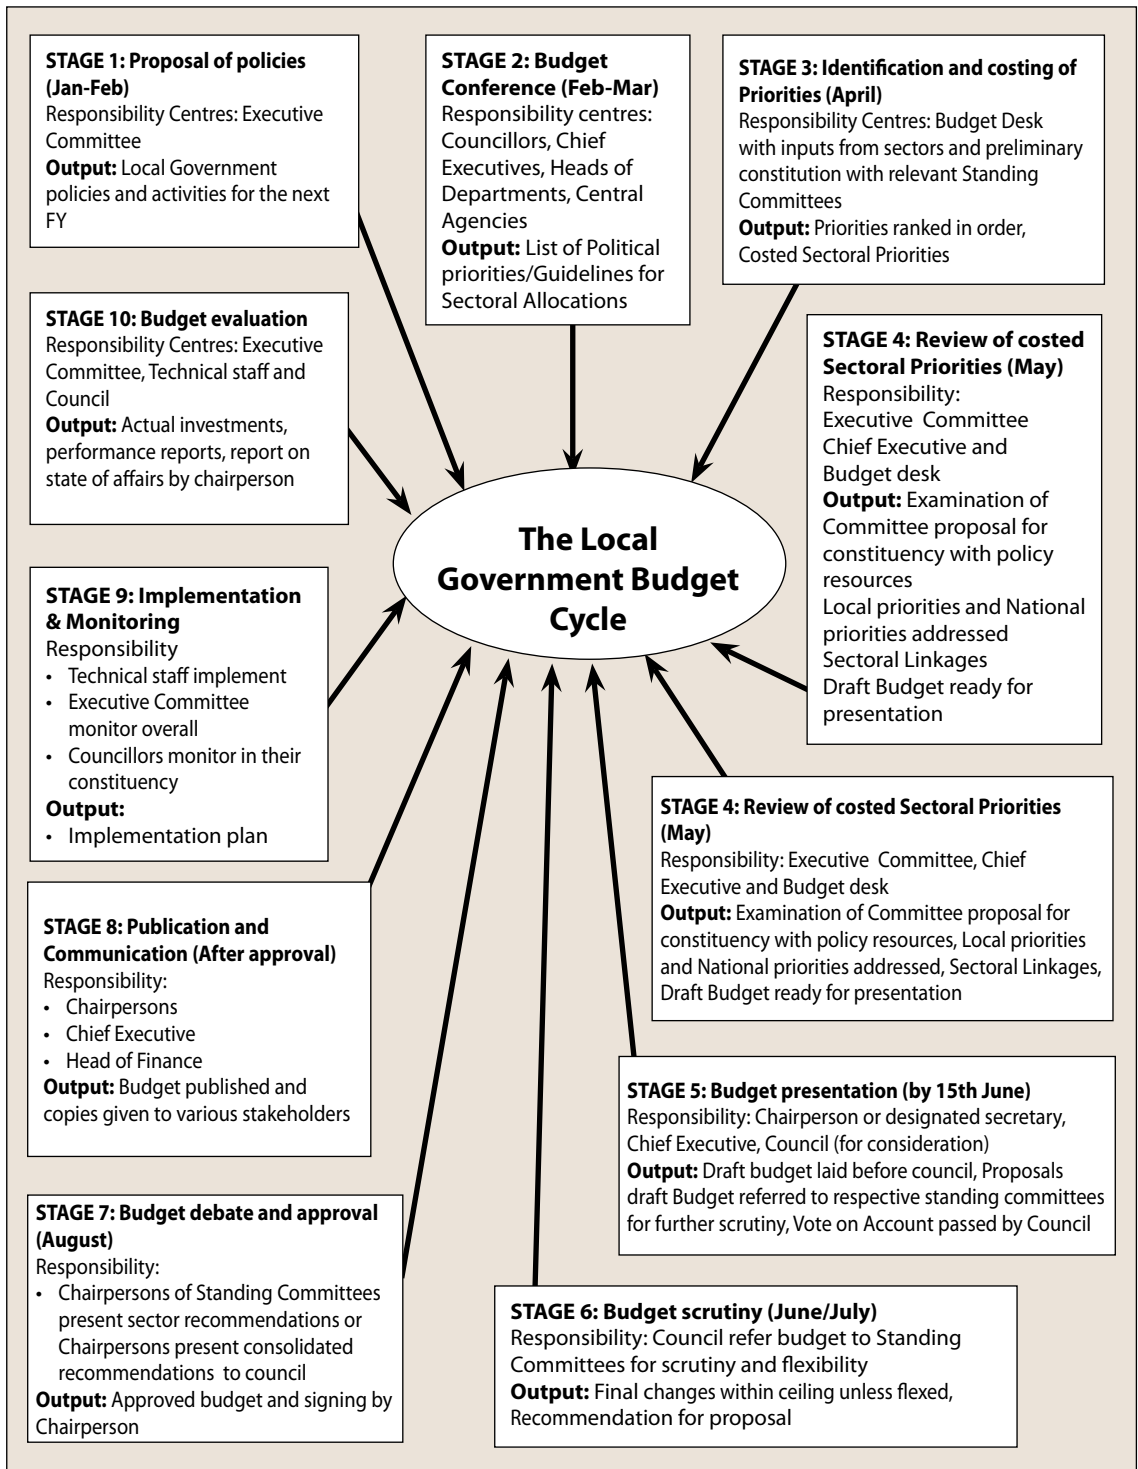 STAGE 1: Proposal of policies
(Jan-Feb)
Responsibility Centres: Executive
Committee
Output: Local Government
policies and activities for the next
FY
STAGE 2: Budget
Conference (Feb-Mar)
Responsibility centres:
Councillors, Chief
Executives, Heads of
Departments, Central
Agencies
Output: List of Political
priorities/Guidelines for
Sectoral Allocations
STAGE 3: Identification and costing of
Priorities (April)
Responsibility Centres: Budget Desk
with inputs from sectors and preliminary
constitution with relevant Standing
Committees
Output: Priorities ranked in order,
Costed Sectoral Priorities
STAGE 10: Budget evaluation
Responsibility Centres: Executive
Committee, Technical staff and
Council
Output: Actual investments,
performance reports, report on
state of affairs by chairperson
STAGE 4: Review of costed
Sectoral Priorities (May)
Responsibility:
Executive Committee
Chief Executive and
Budget desk
Output: Examination of
Committee proposal for
constituency with policy
resources
Local priorities and National
priorities addressed
Sectoral Linkages
Draft Budget ready for
presentation
The Local
Government Budget
Cycle
STAGE 9: Implementation
& Monitoring
Responsibility
• Technical staff implement
• Executive Committee
monitor overall
• Councillors monitor in their
constituency
Output:
• Implementation plan
STAGE 4: Review of costed Sectoral Priorities
(May)
Responsibility: Executive Committee, Chief
Executive and Budget desk
Output: Examination of Committee proposal for
constituency with policy resources, Local priorities
and National priorities addressed, Sectoral Linkages,
Draft Budget ready for presentation
STAGE 8: Publication and
Communication (After approval)
Responsibility:
• Chairpersons
• Chief Executive
• Head of Finance
Output: Budget published and
copies given to various stakeholders
STAGE 5: Budget presentation (by 15th June)
Responsibility: Chairperson or designated secretary,
Chief Executive, Council (for consideration)
Output: Draft budget laid before council, Proposals
draft Budget referred to respective standing committees
for further scrutiny, Vote on Account passed by Council
STAGE 7: Budget debate and approval
(August)
Responsibility:
• Chairpersons of Standing Committees
present sector recommendations or
Chairpersons present consolidated
recommendations to council
Output: Approved budget and signing by
Chairperson
STAGE 6: Budget scrutiny (June/July)
Responsibility: Council refer budget to Standing
Committees for scrutiny and flexibility
Output: Final changes within ceiling unless flexed,
Recommendation for proposal